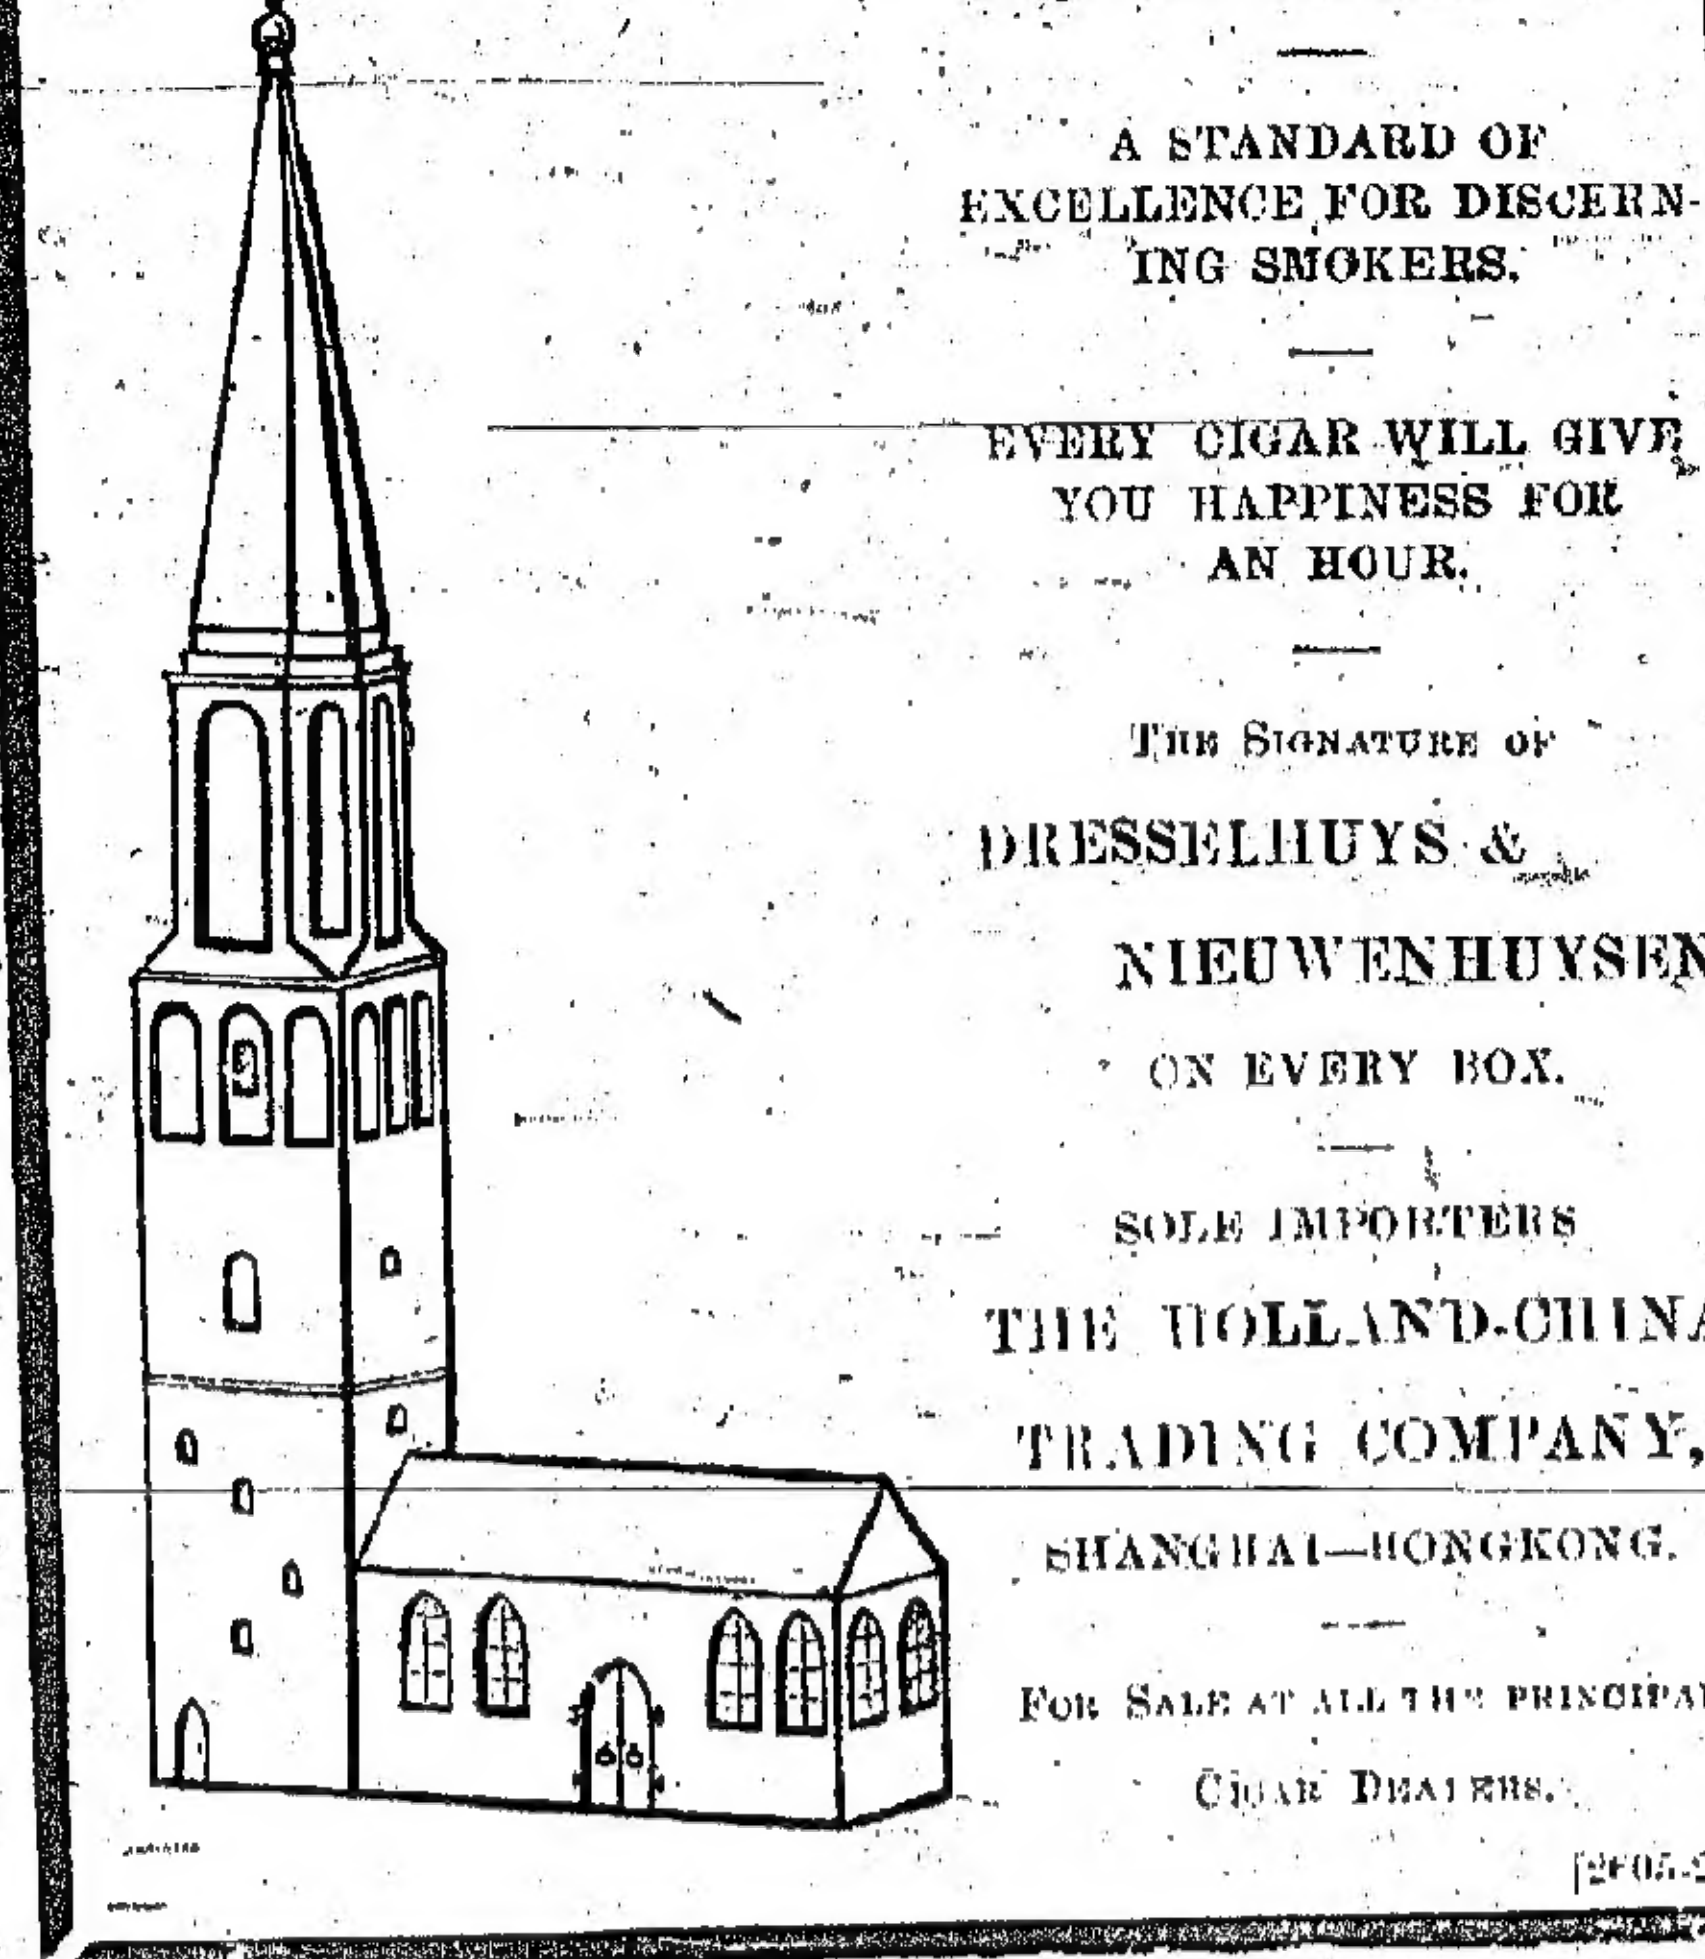 A STANDARD OF
EXCELLENCE FOR DISCERN-
ING SMOKERS.
EVERY CIGAR WILL GIVE
YOU HAPPINESS FOR
AN HOUR.
THE SIGNATURE OF
DRESSELHUYS &
NIEUWENHUYSEN
ON EVERY BOX.
SOLE IMPORTERS
THE HOLLAND-CHINA
TRADING COMPANY,
SHANGHAI—HONGKONG.
FOR SALE AT ALL THE PRINCIPAL
CIGAR DEALERS.